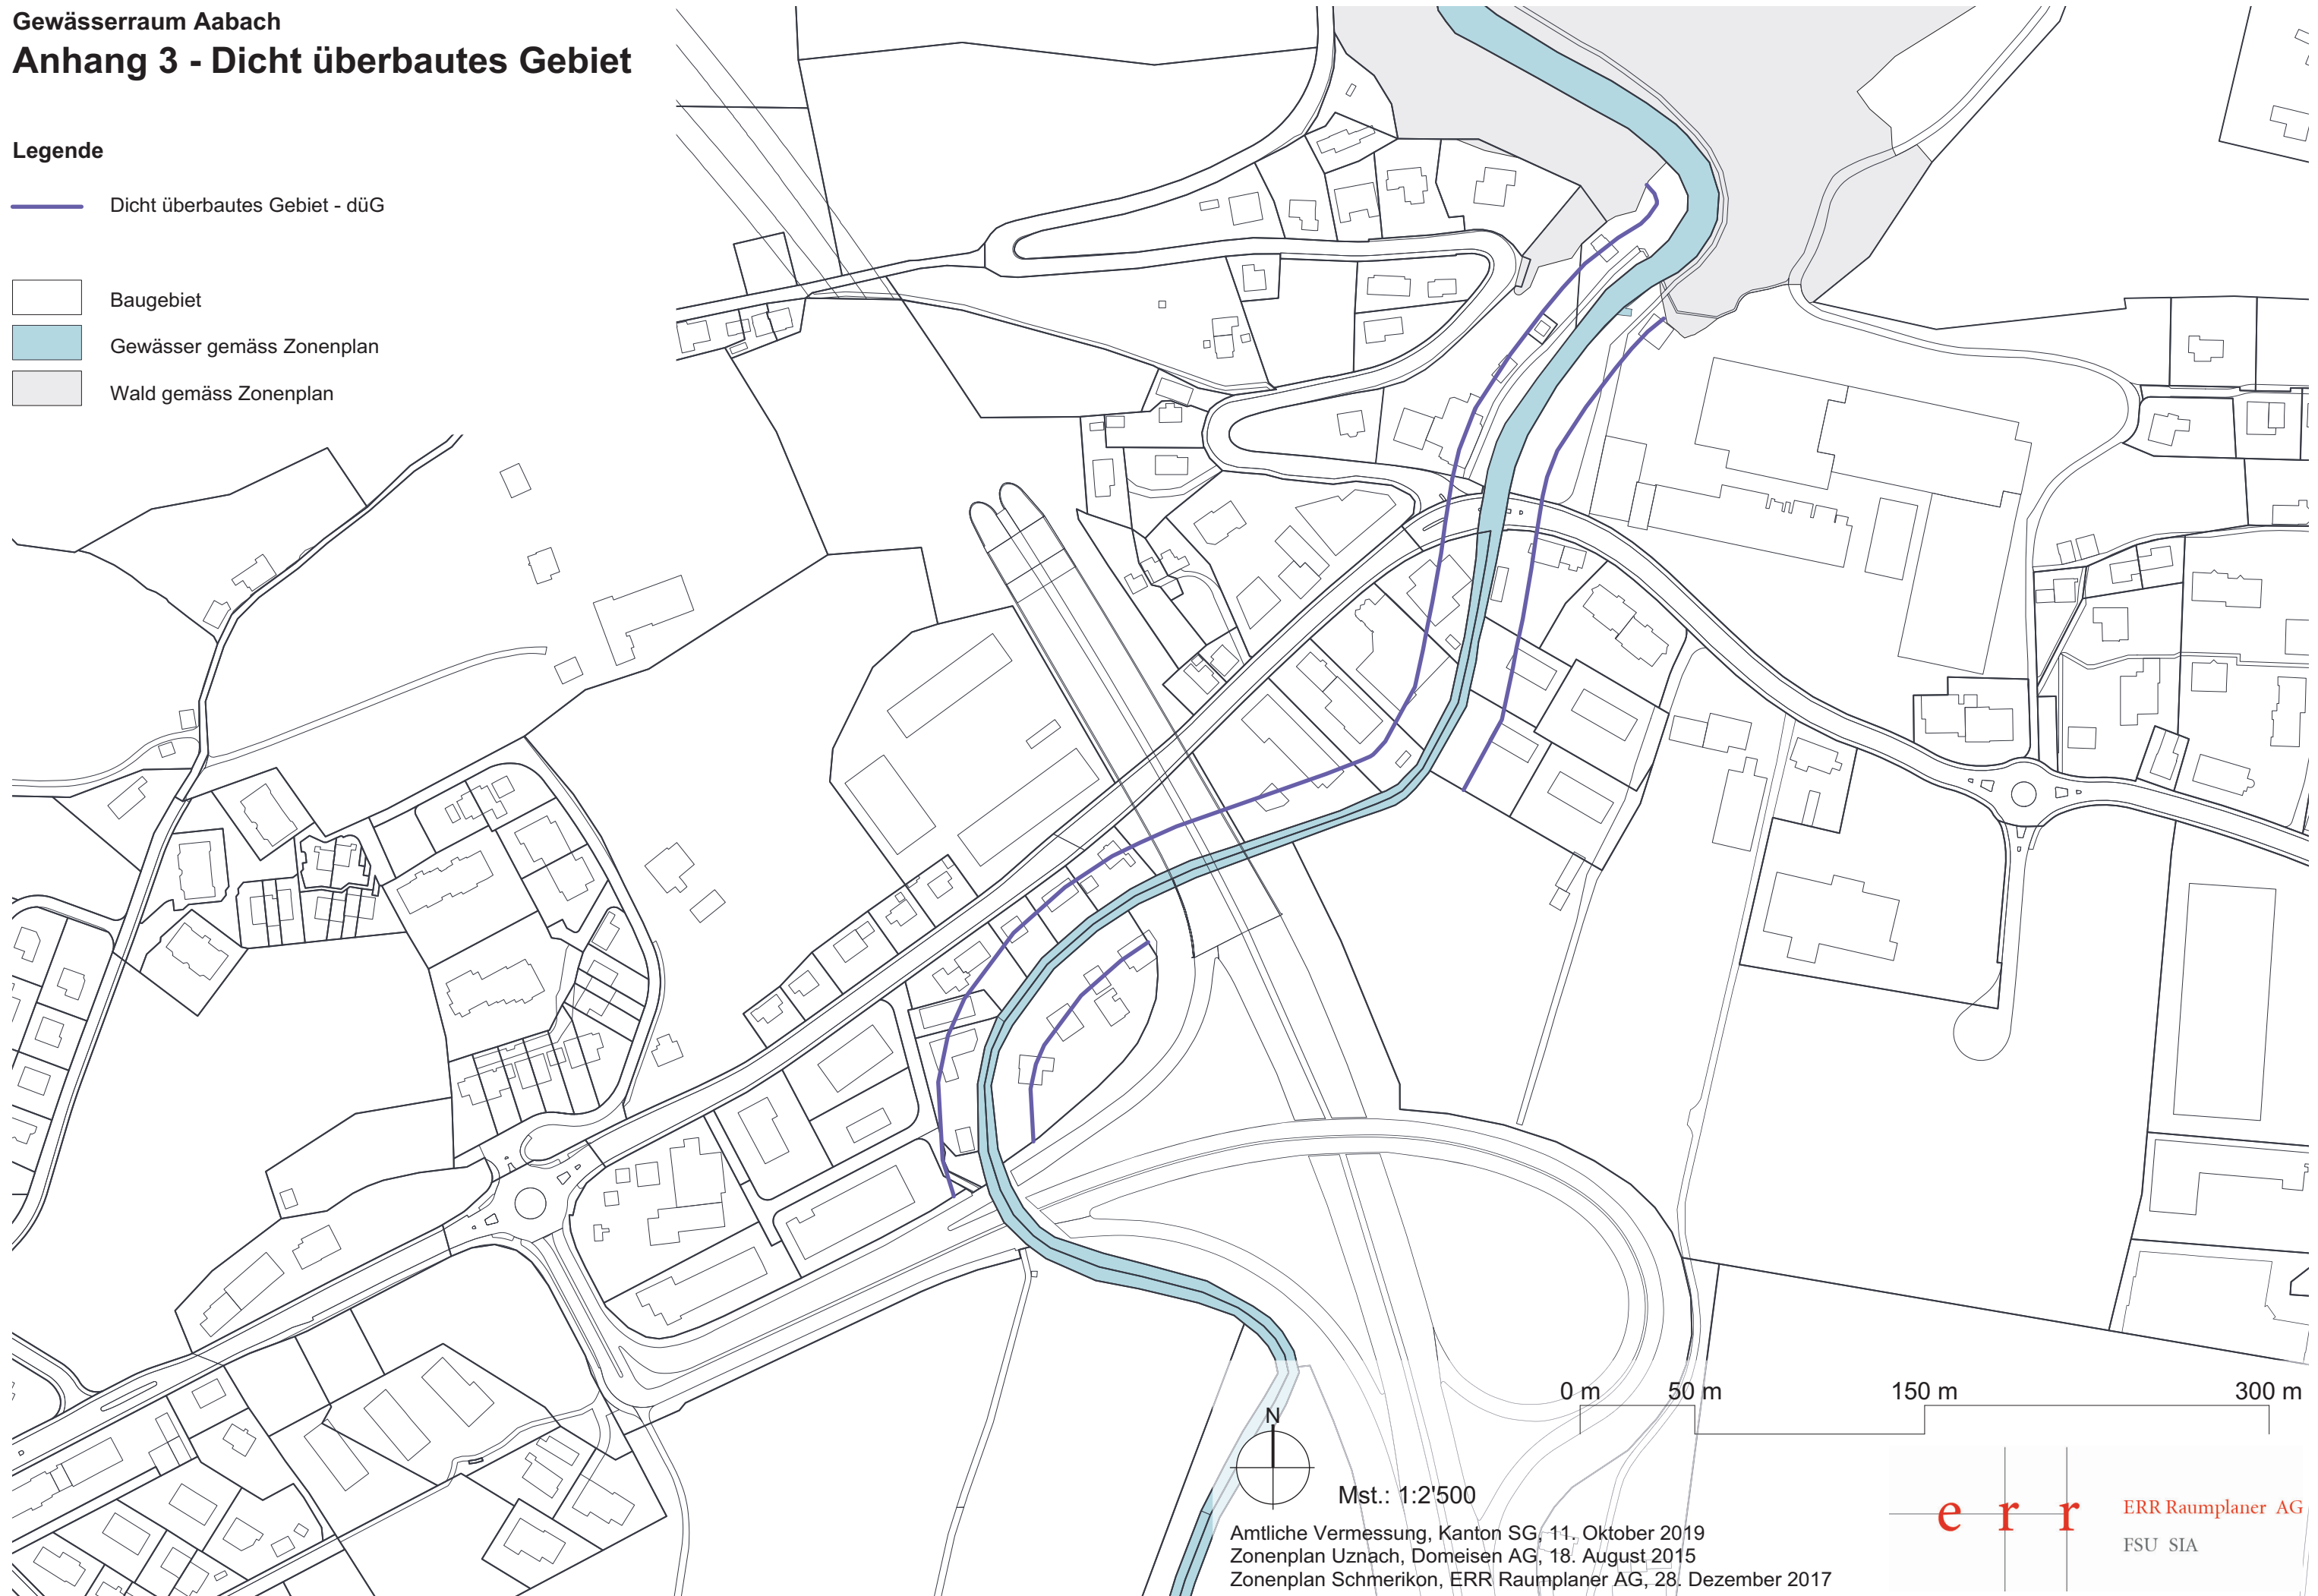 Gewässerraum Aabach
Anhang 3 - Dicht überbautes Gebiet
Legende
Dicht überbautes Gebiet - düG
Baugebiet
Gewässer gemäss Zonenplan
Wald gemäss Zonenplan
0 m 50 m 150 m 300 m
N
Mst.: 1:2'500
Amtliche Vermessung, Kanton SG, 11. Oktober 2019
Zonenplan Uznach, Domeisen AG, 18. August 2015
Zonenplan Schmerikon, ERR Raumplaner AG, 28. Dezember 2017
e r r
ERR Raumplaner AG
FSU SIA